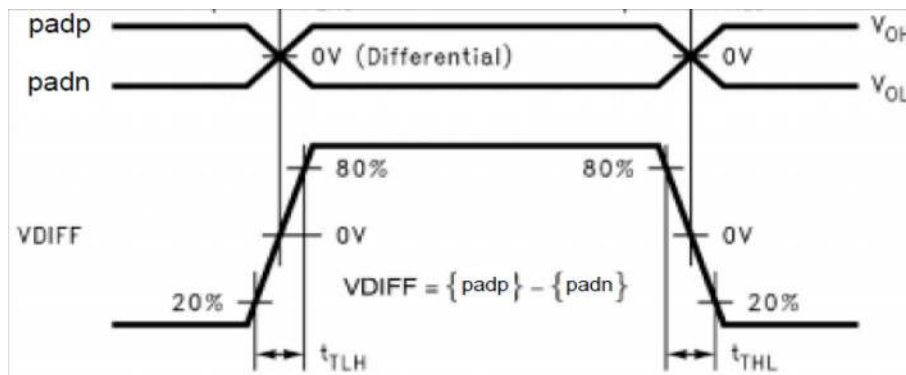 padp
V_OH
0V (Differential)
0V
padn
V_OL
80%
80%
VDIFF
0V
0V
VDIFF = {padp} - {padn}
20%
20%
t_TLH
t_THL